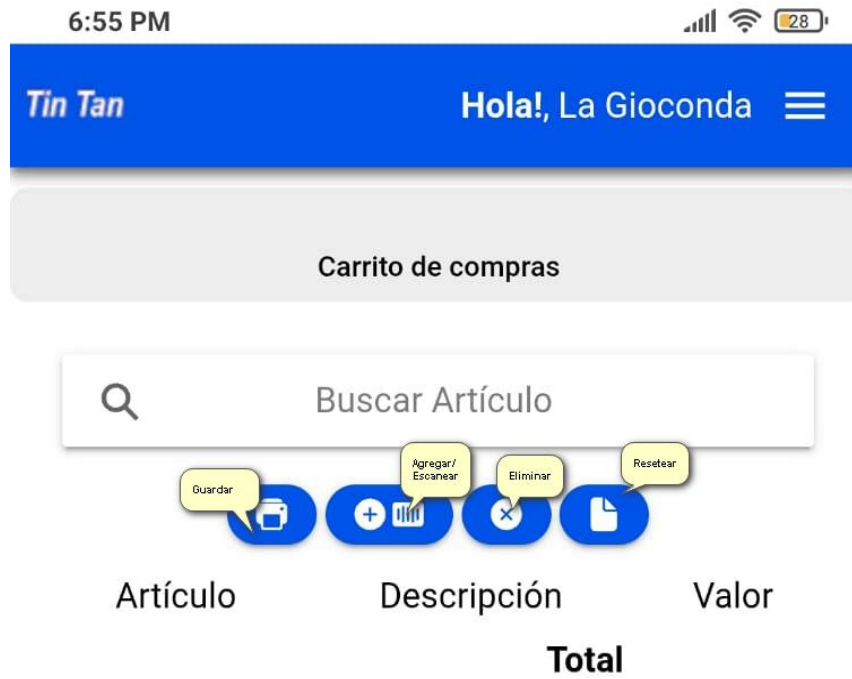 6:55 PM 28
Tin Tan Hola!, La Gioconda
Carrito de compras
Buscar Artículo
Guardar
Agregar/
Escanear
Eliminar
Resetear
Artículo Descripción Valor
Total